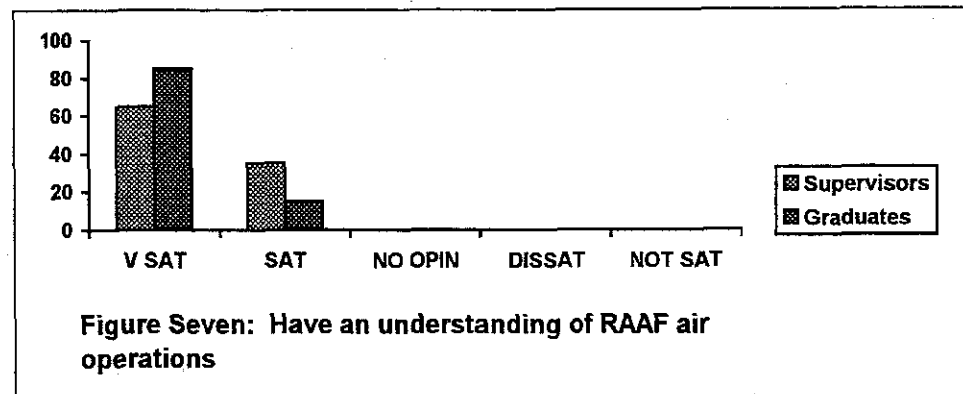 100
80
60
40
20
0
V SAT SAT NO OPIN DISSAT NOT SAT
Supervisors
Graduates
Figure Seven: Have an understanding of RAAF air
operations